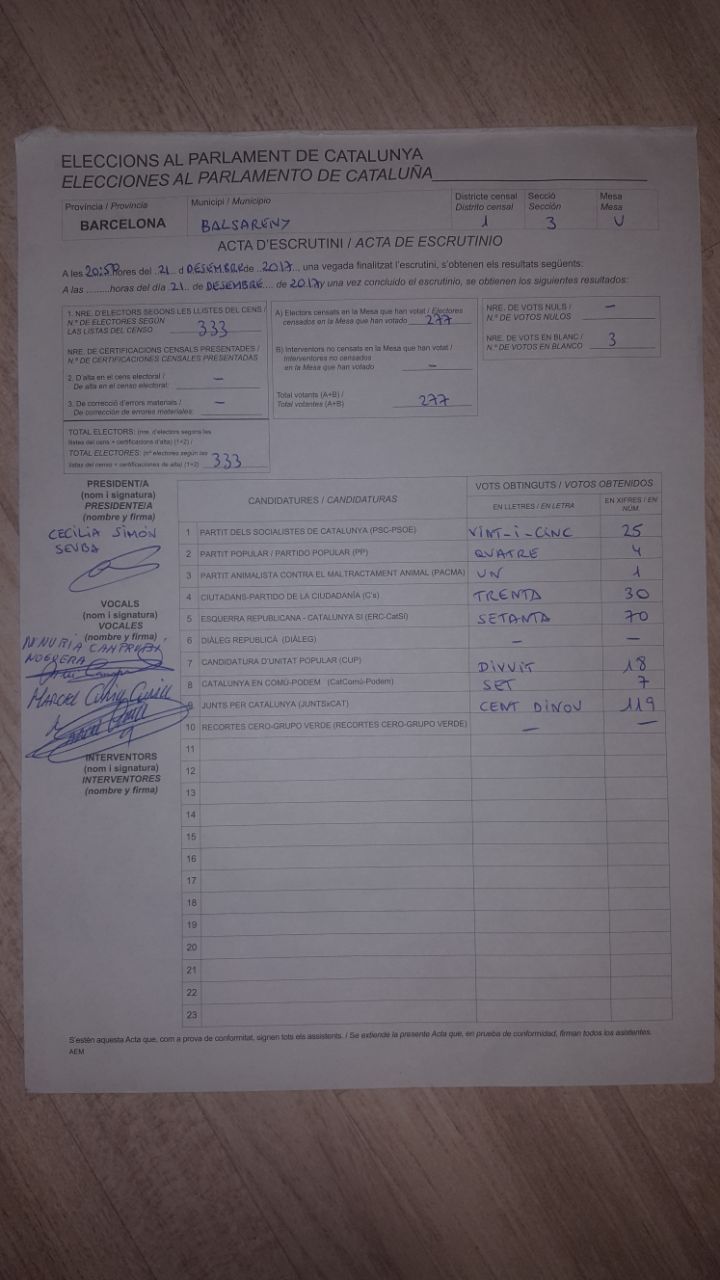 ELECCIONS AL PARLAMENT DE CATALUNYA
ELECCIONES AL PARLAMENTO DE CATALUÑA
Província / Provincia
BARCELONA
Municipi / Municipio
BALSARENY
Districte censal
Distrito censal
1
Secció
Sección
3
Mesa
Mesa
U
ACTA D'ESCRUTINI / ACTA DE ESCRUTINIO
A les 20:57 hores del 21 d DESEMBRE de 2017, una vegada finalitzat l'escrutini, s'obtenen els resultats següents:
A las .........horas del día 21 de DESEMBRE de 2017 y una vez concluido el escrutinio, se obtienen los siguientes resultados:
1. NRE. D'ELECTORS SEGONS LES LLISTES DEL CENS /
N.º DE ELECTORES SEGÚN
LAS LISTAS DEL CENSO 333
NRE. DE CERTIFICACIONS CENSALS PRESENTADES /
N.º DE CERTIFICACIONES CENSALES PRESENTADAS
2. D'alta en el cens electoral /
De alta en el censo electoral: –
3. De correcció d'errors materials /
De corrección de errores materiales: –
TOTAL ELECTORS: (nre. d'electors segons les
llistes del cens + certificacions d'alta) (1+2) /
TOTAL ELECTORES: (nº electores según las
listas del censo + certificaciones de alta) (1+2) 333
A) Electors censats en la Mesa que han votat / Electores
censados en la Mesa que han votado 277
B) Interventors no censats en la Mesa que han votat /
Interventores no censados
en la Mesa que han votado –
Total votants (A+B) /
Total votantes (A+B) 277
NRE. DE VOTS NULS /
N.º DE VOTOS NULOS –
NRE. DE VOTS EN BLANC /
N.º DE VOTOS EN BLANCO 3
PRESIDENT/A
(nom i signatura)
PRESIDENTE/A
(nombre y firma)
CECÍLIA SIMÓN
VOCALS
(nom i signatura)
VOCALES
(nombre y firma)
NOGUERA
MARCEL
INTERVENTORS
(nom i signatura)
INTERVENTORES
(nombre y firma)
CANDIDATURES / CANDIDATURAS
VOTS OBTINGUTS / VOTOS OBTENIDOS
EN LLETRES / EN LETRA
EN XIFRES / EN NÚM.
1 PARTIT DELS SOCIALISTES DE CATALUNYA (PSC-PSOE) VINT-I-CINC 25
2 PARTIT POPULAR / PARTIDO POPULAR (PP) QUATRE 4
3 PARTIT ANIMALISTA CONTRA EL MALTRACTAMENT ANIMAL (PACMA) UN 1
4 CIUTADANS-PARTIDO DE LA CIUDADANÍA (C's) TRENTA 30
5 ESQUERRA REPUBLICANA - CATALUNYA SÍ (ERC-CatSí) SETANTA 70
6 DIÀLEG REPUBLICÀ (DIÀLEG) – –
7 CANDIDATURA D'UNITAT POPULAR (CUP) DIVVIT 18
8 CATALUNYA EN COMÚ-PODEM (CatComú-Podem) SET 7
9 JUNTS PER CATALUNYA (JUNTSxCAT) CENT DINOU 119
10 RECORTES CERO-GRUPO VERDE (RECORTES CERO-GRUPO VERDE) – –
11
12
13
14
15
16
17
18
19
20
21
22
23
S'estén aquesta Acta que, com a prova de conformitat, signen tots els assistents. / Se extiende la presente Acta que, en prueba de conformidad, firman todos los asistentes.
AEM